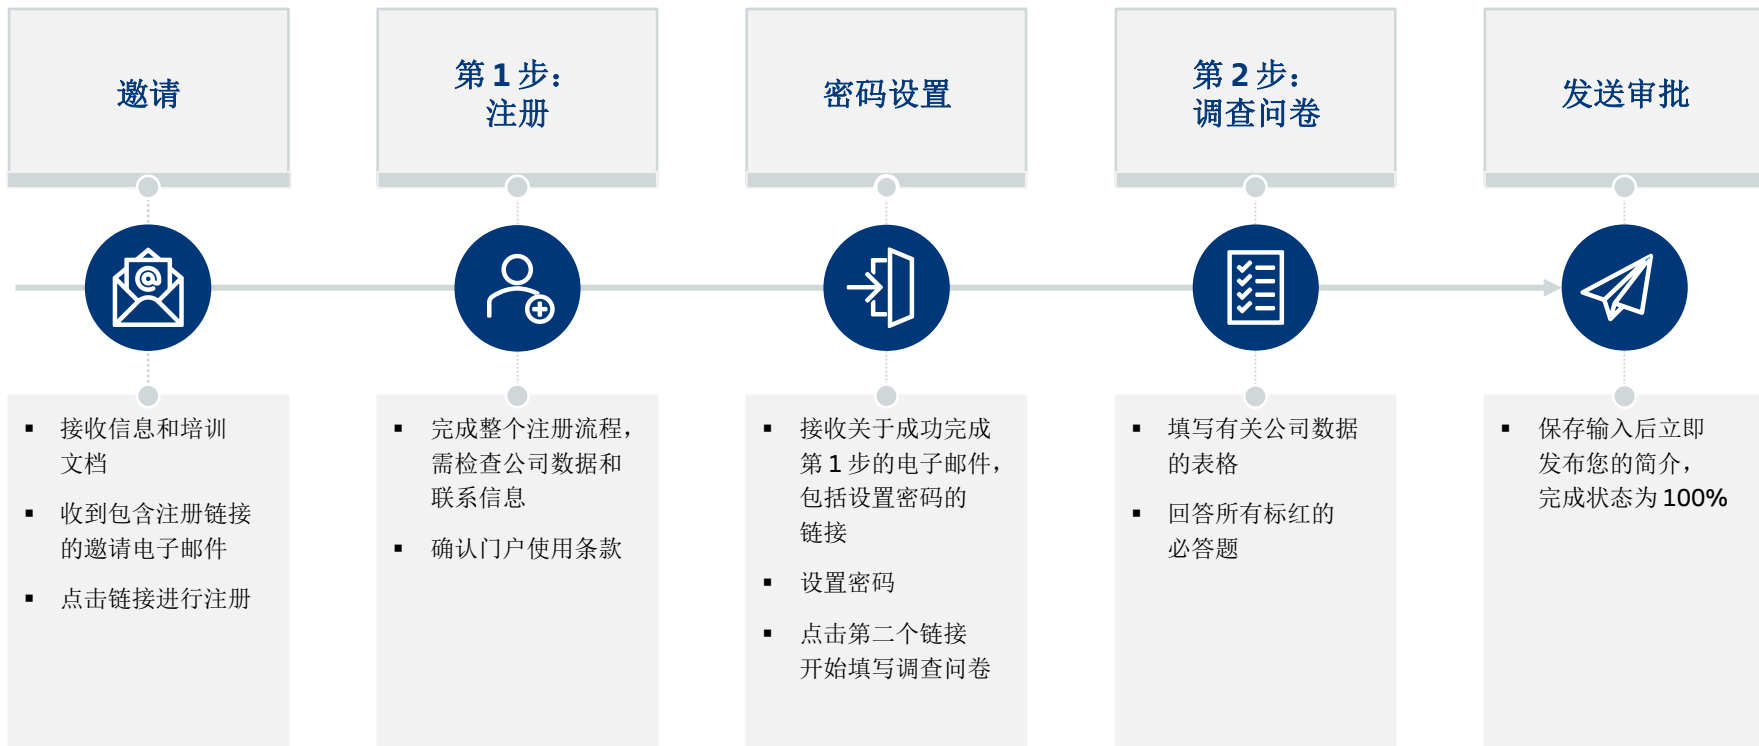 邀请
第 1 步：
注册
密码设置
第 2 步：
调查问卷
发送审批
▪ 接收信息和培训
文档
▪ 收到包含注册链接
的邀请电子邮件
▪ 点击链接进行注册
▪ 完成整个注册流程，
需检查公司数据和
联系信息
▪ 确认门户使用条款
▪ 接收关于成功完成
第 1 步的电子邮件，
包括设置密码的
链接
▪ 设置密码
▪ 点击第二个链接
开始填写调查问卷
▪ 填写有关公司数据
的表格
▪ 回答所有标红的
必答题
▪ 保存输入后立即
发布您的简介，
完成状态为 100%